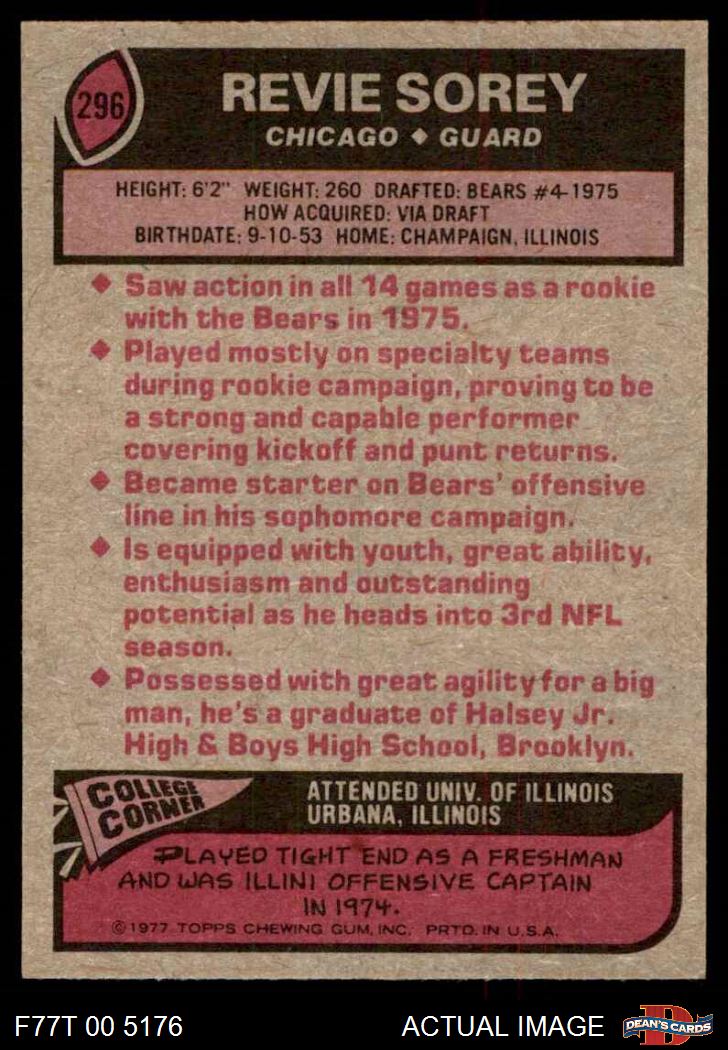 296
REVIE SOREY
CHICAGO ♦ GUARD
HEIGHT: 6'2" WEIGHT: 260 DRAFTED: BEARS #4-1975
HOW ACQUIRED: VIA DRAFT
BIRTHDATE: 9-10-53 HOME: CHAMPAIGN, ILLINOIS
♦ Saw action in all 14 games as a rookie
with the Bears in 1975.
♦ Played mostly on specialty teams
during rookie campaign, proving to be
a strong and capable performer
covering kickoff and punt returns.
♦ Became starter on Bears' offensive
line in his sophomore campaign.
♦ Is equipped with youth, great ability,
enthusiasm and outstanding
potential as he heads into 3rd NFL
season.
♦ Possessed with great agility for a big
man, he's a graduate of Halsey Jr.
High & Boys High School, Brooklyn.
COLLEGE
CORNER
ATTENDED UNIV. OF ILLINOIS
URBANA, ILLINOIS
PLAYED TIGHT END AS A FRESHMAN
AND WAS ILLINI OFFENSIVE CAPTAIN
IN 1974.
©1977 TOPPS CHEWING GUM, INC. PRTD. IN U.S.A.
F77T 00 5176
ACTUAL IMAGE
D
DEAN'S CARDS